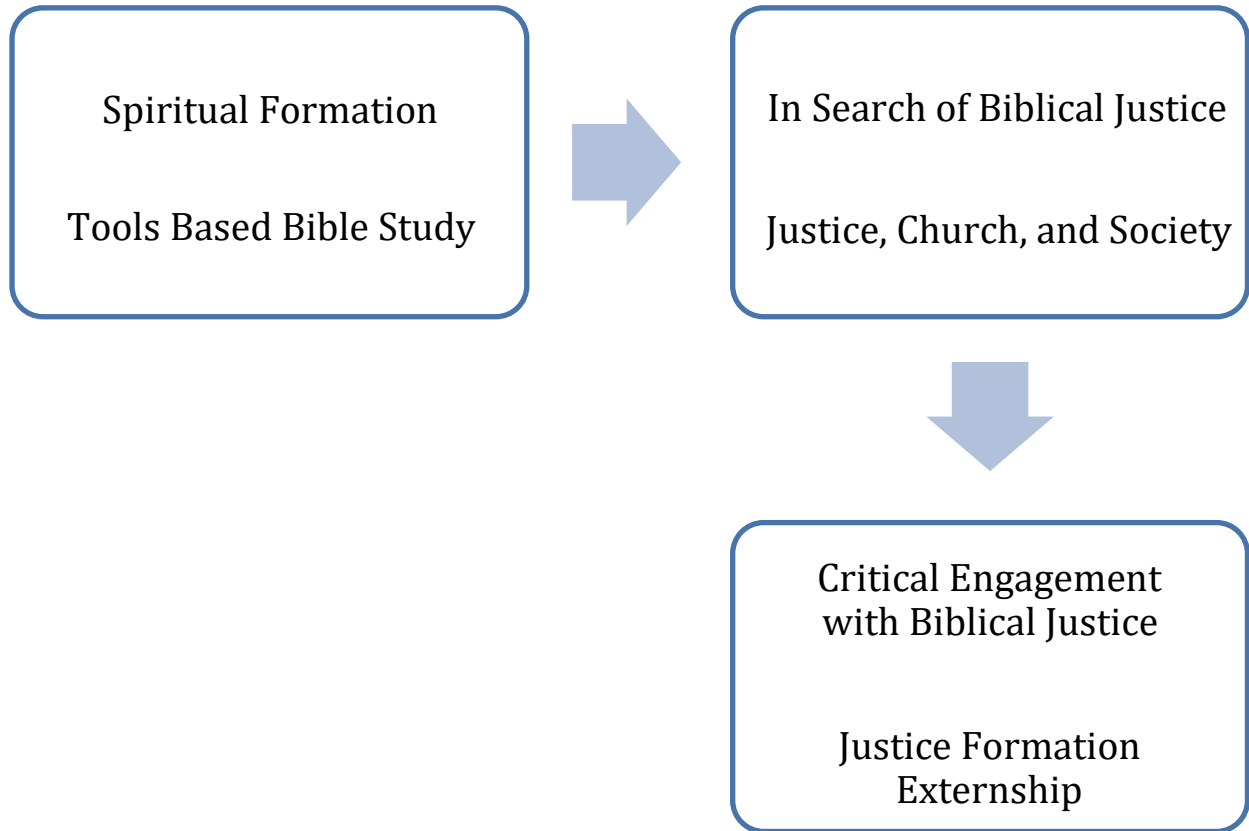 Spiritual Formation
Tools Based Bible Study
In Search of Biblical Justice
Justice, Church, and Society
Critical Engagement
with Biblical Justice
Justice Formation
Externship